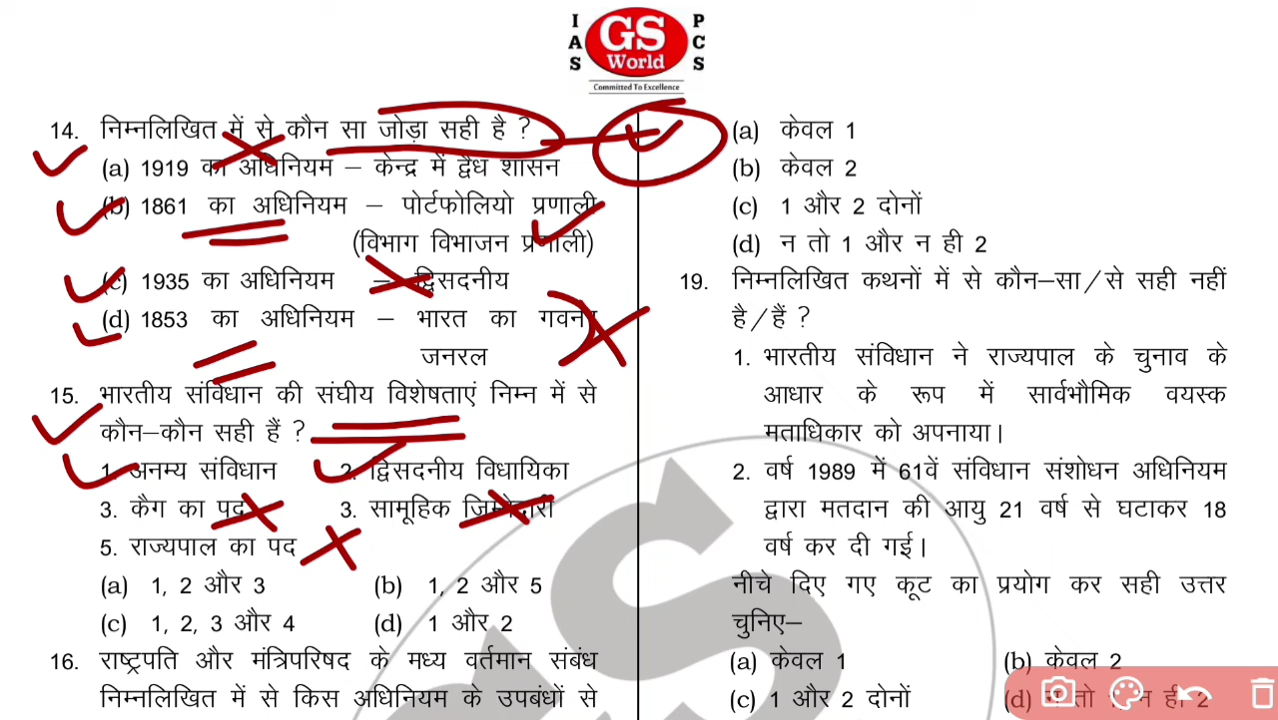 I A S
GS
World
P C S
Committed To Excellence
14. निम्नलिखित में से कौन सा जोड़ा सही है ?
(a) 1919 का अधिनियम – केन्द्र में द्वैध शासन
(b) 1861 का अधिनियम – पोर्टफोलियो प्रणाली
(विभाग विभाजन प्रणाली)
(c) 1935 का अधिनियम – द्विसदनीय
(d) 1853 का अधिनियम – भारत का गवर्नर
जनरल
15. भारतीय संविधान की संघीय विशेषताएं निम्न में से
कौन–कौन सही हैं ?
1. अनम्य संविधान 2. द्विसदनीय विधायिका
3. कैग का पद 3. सामूहिक जिम्मेदारी
5. राज्यपाल का पद
(a) 1, 2 और 3 (b) 1, 2 और 5
(c) 1, 2, 3 और 4 (d) 1 और 2
16. राष्ट्रपति और मंत्रिपरिषद के मध्य वर्तमान संबंध
निम्नलिखित में से किस अधिनियम के उपबंधों से
(a) केवल 1
(b) केवल 2
(c) 1 और 2 दोनों
(d) न तो 1 और न ही 2
19. निम्नलिखित कथनों में से कौन–सा/से सही नहीं
है/हैं ?
1. भारतीय संविधान ने राज्यपाल के चुनाव के
आधार के रूप में सार्वभौमिक वयस्क
मताधिकार को अपनाया।
2. वर्ष 1989 में 61वें संविधान संशोधन अधिनियम
द्वारा मतदान की आयु 21 वर्ष से घटाकर 18
वर्ष कर दी गई।
नीचे दिए गए कूट का प्रयोग कर सही उत्तर
चुनिए–
(a) केवल 1 (b) केवल 2
(c) 1 और 2 दोनों (d) न तो 1 न ही 2